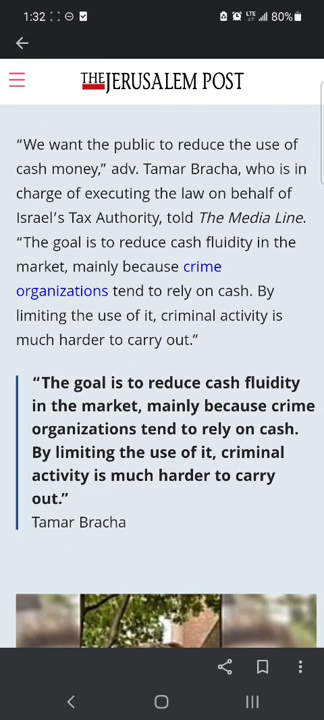 1:32
LTE
80%
THE JERUSALEM POST
“We want the public to reduce the use of
cash money,” adv. Tamar Bracha, who is in
charge of executing the law on behalf of
Israel’s Tax Authority, told The Media Line.
“The goal is to reduce cash fluidity in the
market, mainly because crime
organizations tend to rely on cash. By
limiting the use of it, criminal activity is
much harder to carry out.”
“The goal is to reduce cash fluidity
in the market, mainly because crime
organizations tend to rely on cash.
By limiting the use of it, criminal
activity is much harder to carry
out.”
Tamar Bracha